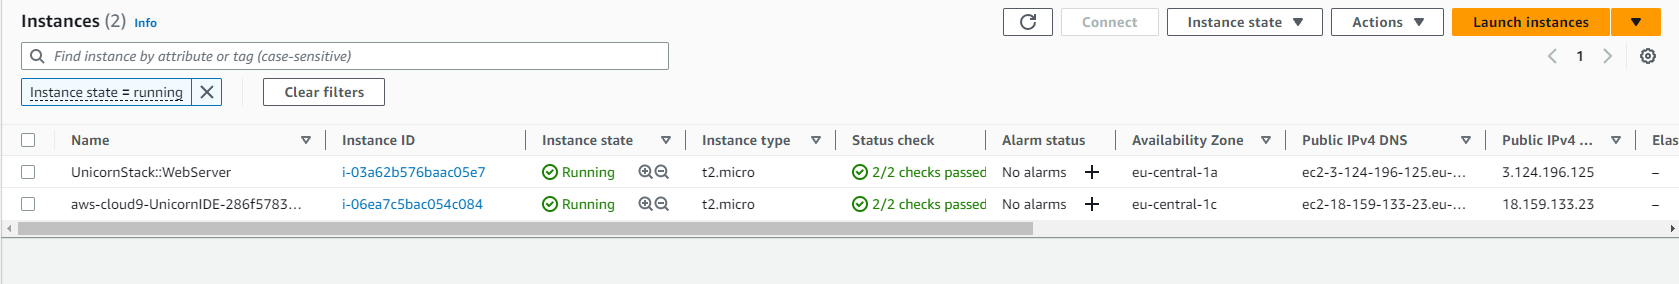 Instances (2) Info
Connect Instance state Actions Launch instances
Find instance by attribute or tag (case-sensitive)
1
Instance state = running
Clear filters
Name Instance ID Instance state Instance type Status check Alarm status Availability Zone Public IPv4 DNS Public IPv4 ... Elas
UnicornStack::WebServer i-03a62b576baac05e7 Running t2.micro 2/2 checks passed No alarms eu-central-1a ec2-3-124-196-125.eu-... 3.124.196.125 –
aws-cloud9-UnicornIDE-286f5783... i-06ea7c5bac054c084 Running t2.micro 2/2 checks passed No alarms eu-central-1c ec2-18-159-133-23.eu-... 18.159.133.23 –